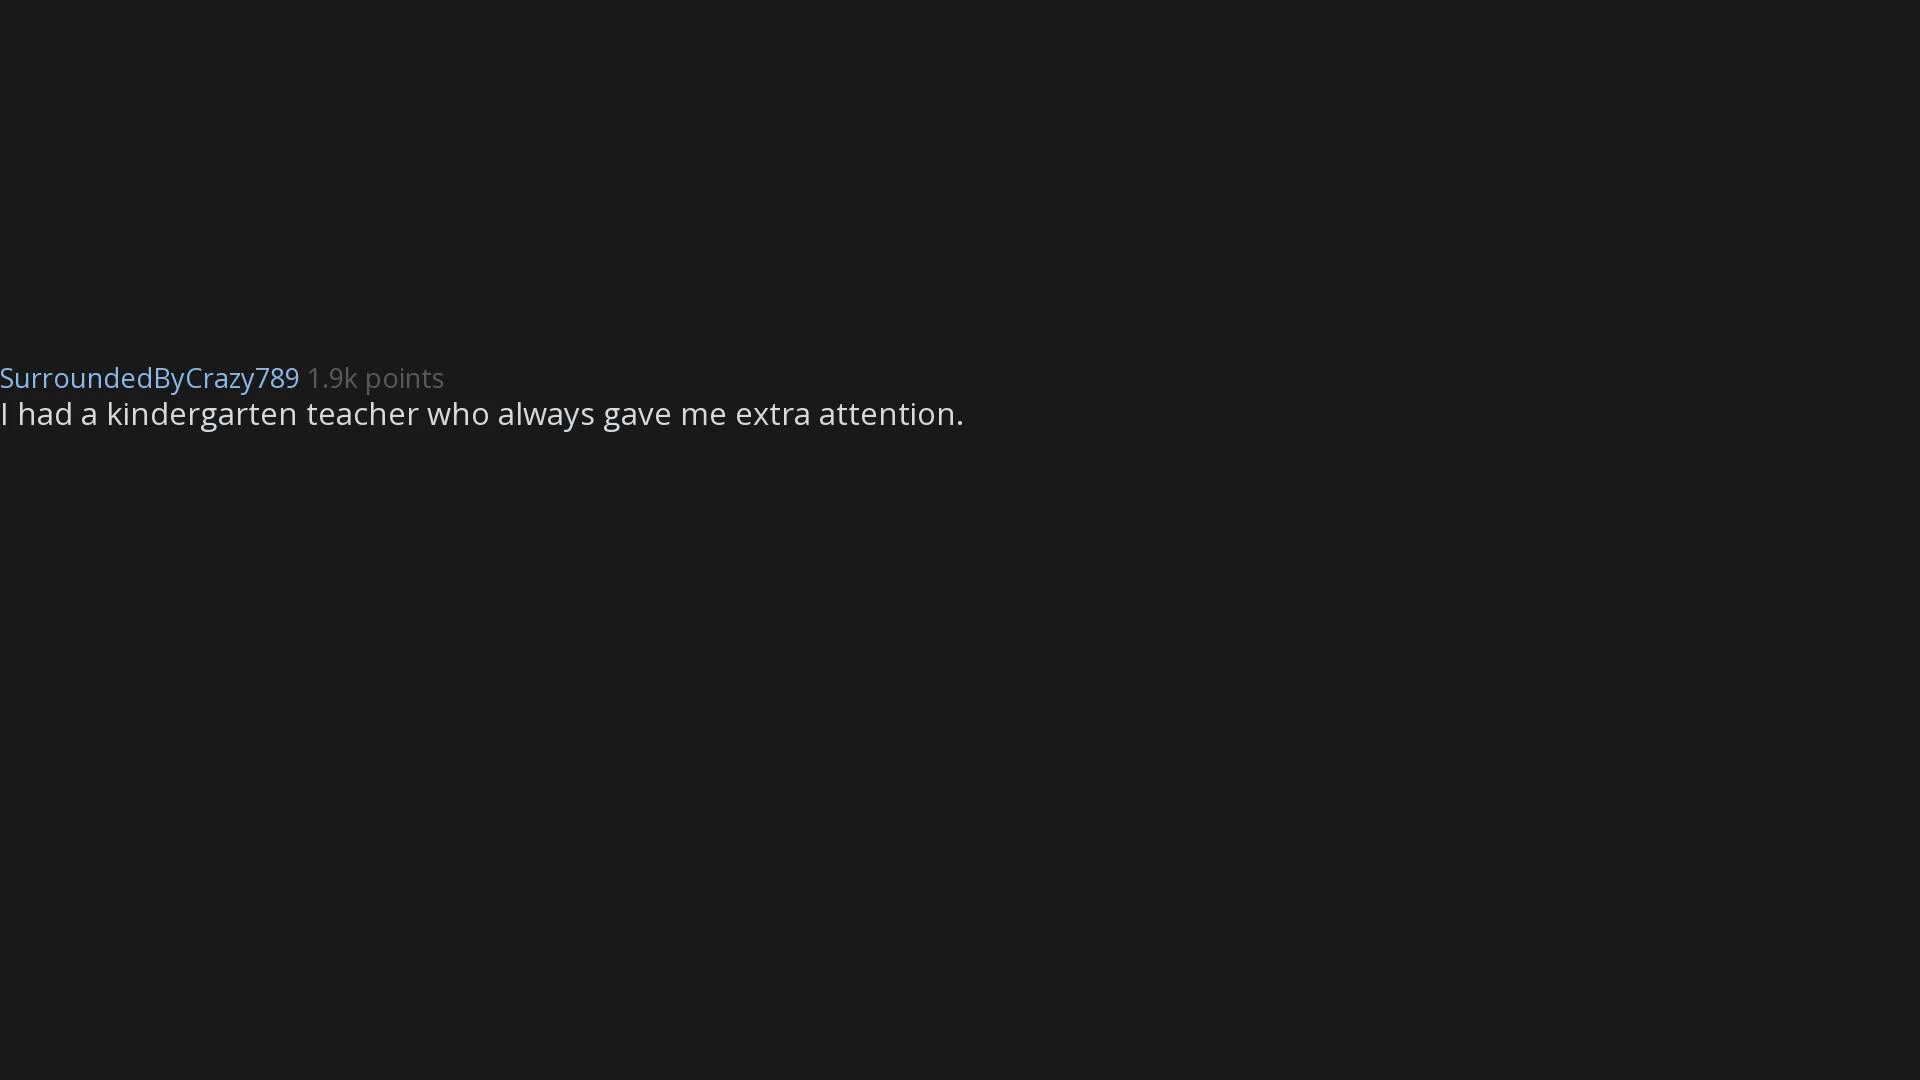 SurroundedByCrazy789 1.9k points
I had a kindergarten teacher who always gave me extra attention.